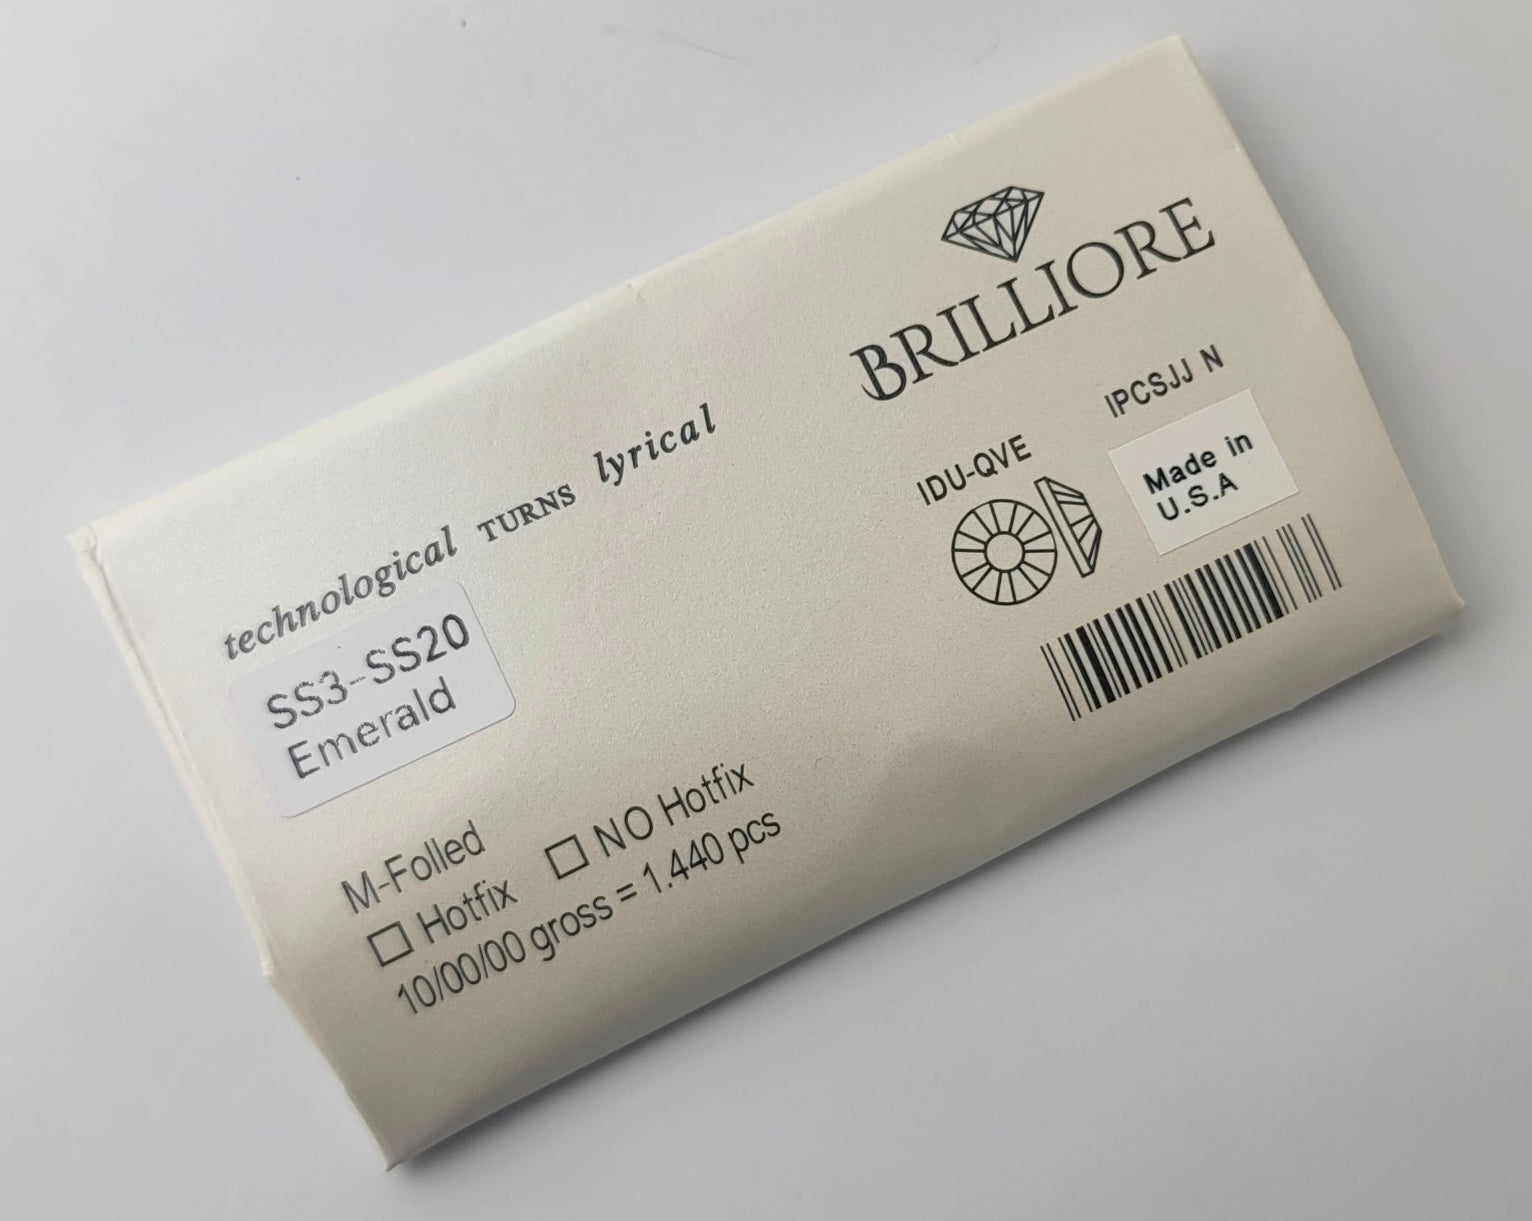 BRILLIORE
technological TURNS lyrical
IPCSJJ N
IDU-QVE
Made in
U.S.A
SS3-SS20
Emerald
M-Folled
☐ Hotfix ☐ NO Hotfix
10/00/00 gross = 1.440 pcs